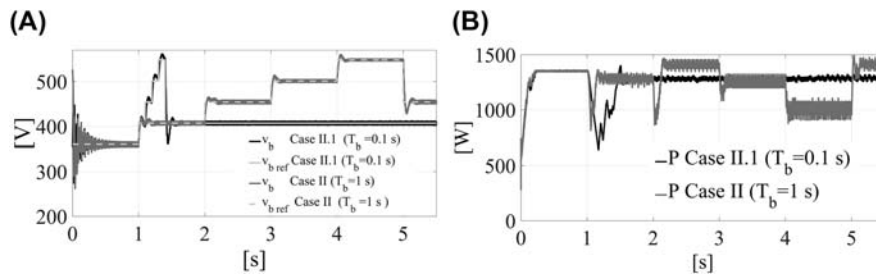 (A)
500
400
300
200
[V]
0
1
2
3
4
5
[s]
v_b Case II.1 (T_b=0.1 s)
v_b ref Case II.1 (T_b=0.1 s)
v_b Case II (T_b=1 s)
v_b ref Case II (T_b=1 s)
(B)
1500
1000
500
0
[W]
0
1
2
3
4
5
[s]
P Case II.1 (T_b=0.1 s)
P Case II (T_b=1 s)